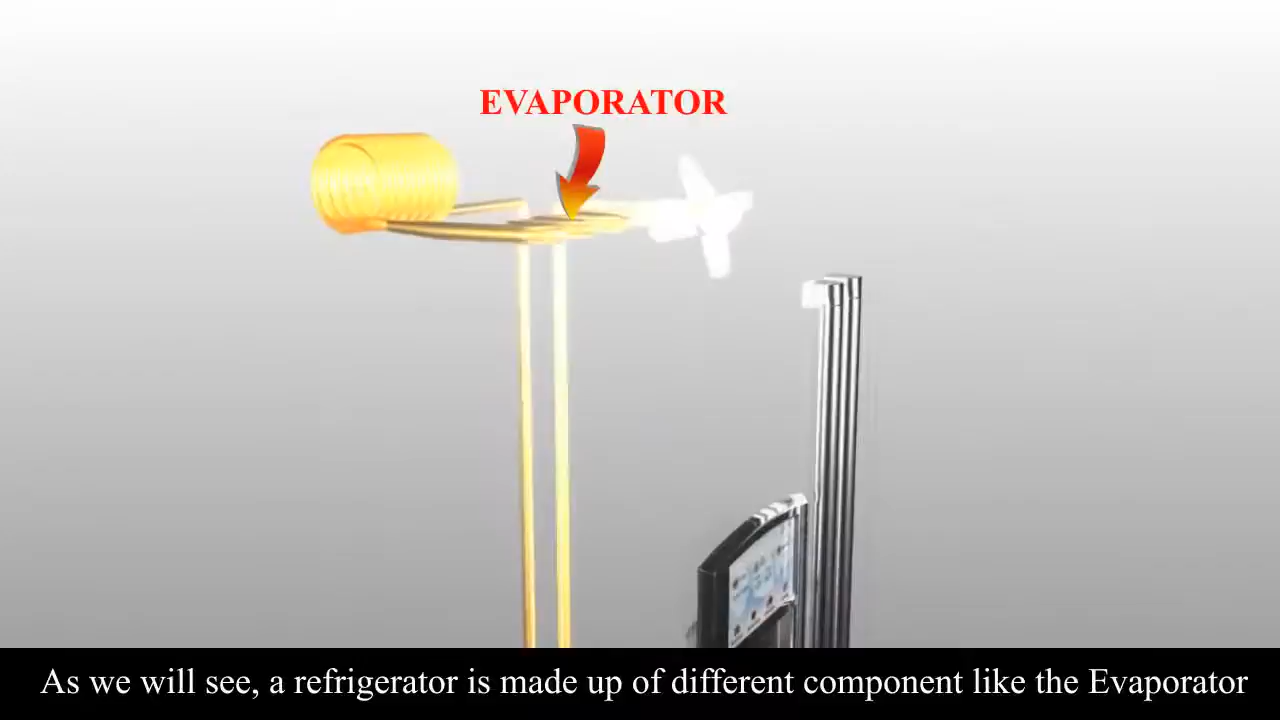 EVAPORATOR
As we will see, a refrigerator is made up of different component like the Evaporator